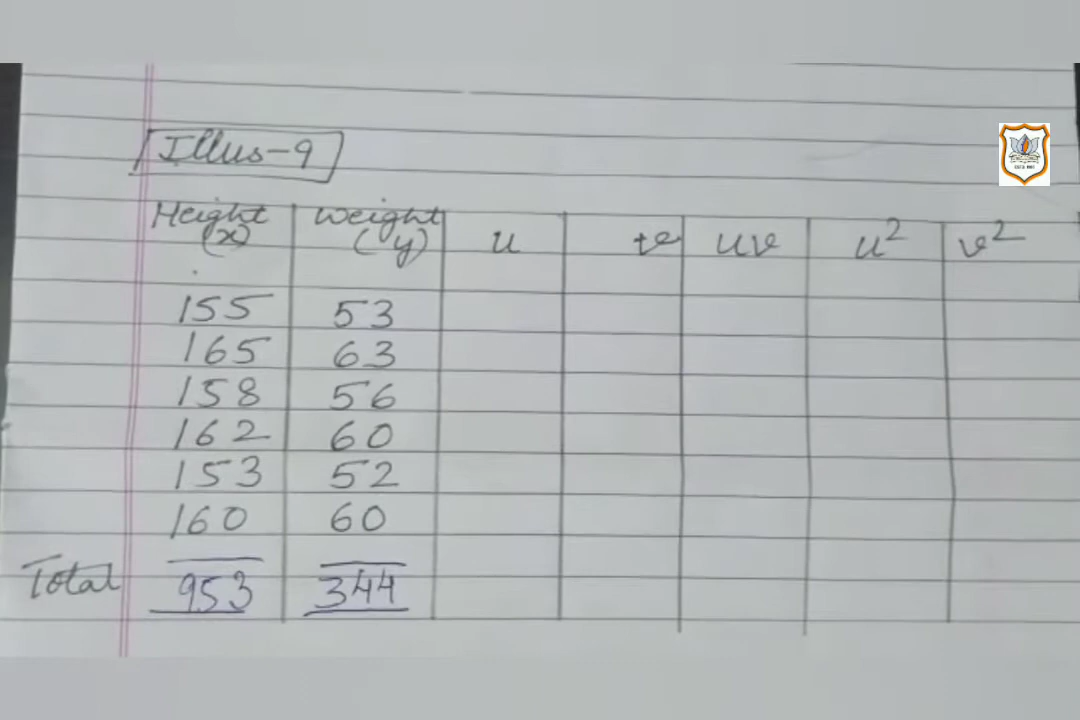 Illus-9
Height Weight
(x) (y) u v uv u² v²
155 53
165 63
158 56
162 60
153 52
160 60
Total 953 344